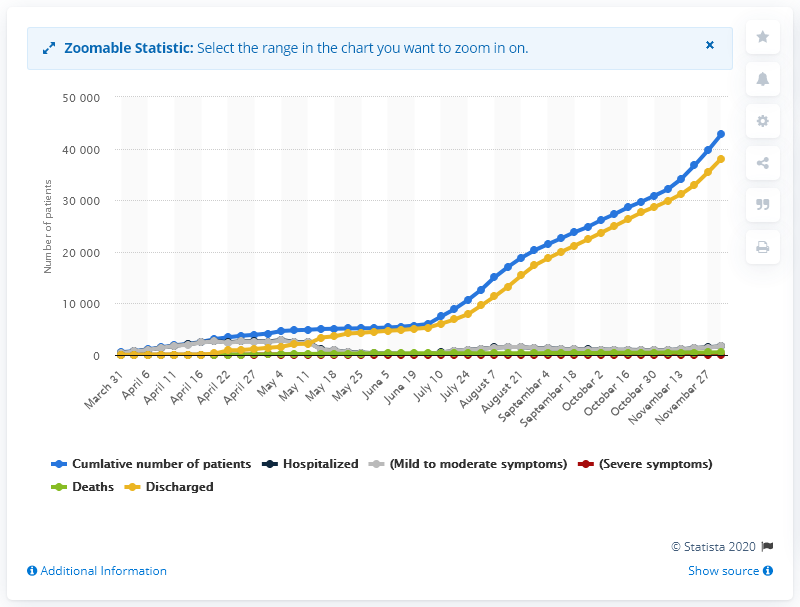 Zoomable Statistic: Select the range in the chart you want to zoom in on.
×
50 000
40 000
30 000
20 000
10 000
0
Number of patients
March 31
April 6
April 11
April 16
April 22
April 27
May 4
May 11
May 18
May 25
June 5
June 19
July 10
July 24
August 7
August 21
September 4
September 18
October 2
October 16
October 30
November 13
November 27
Cumlative number of patients
Hospitalized
(Mild to moderate symptoms)
(Severe symptoms)
Deaths
Discharged
© Statista 2020
Additional Information
Show source